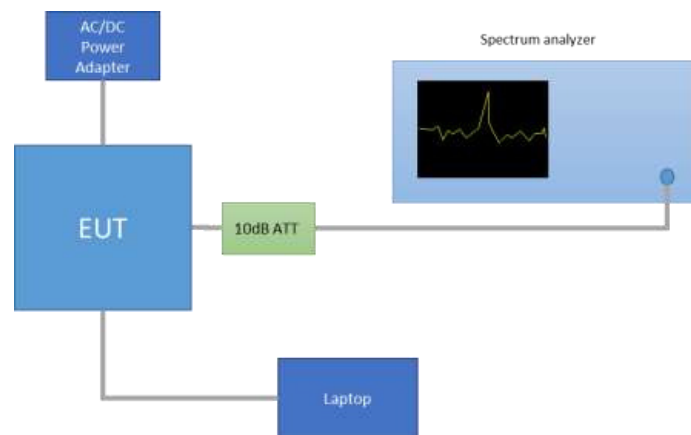 AC/DC
Power
Adapter
Spectrum analyzer
EUT
10dB ATT
Laptop